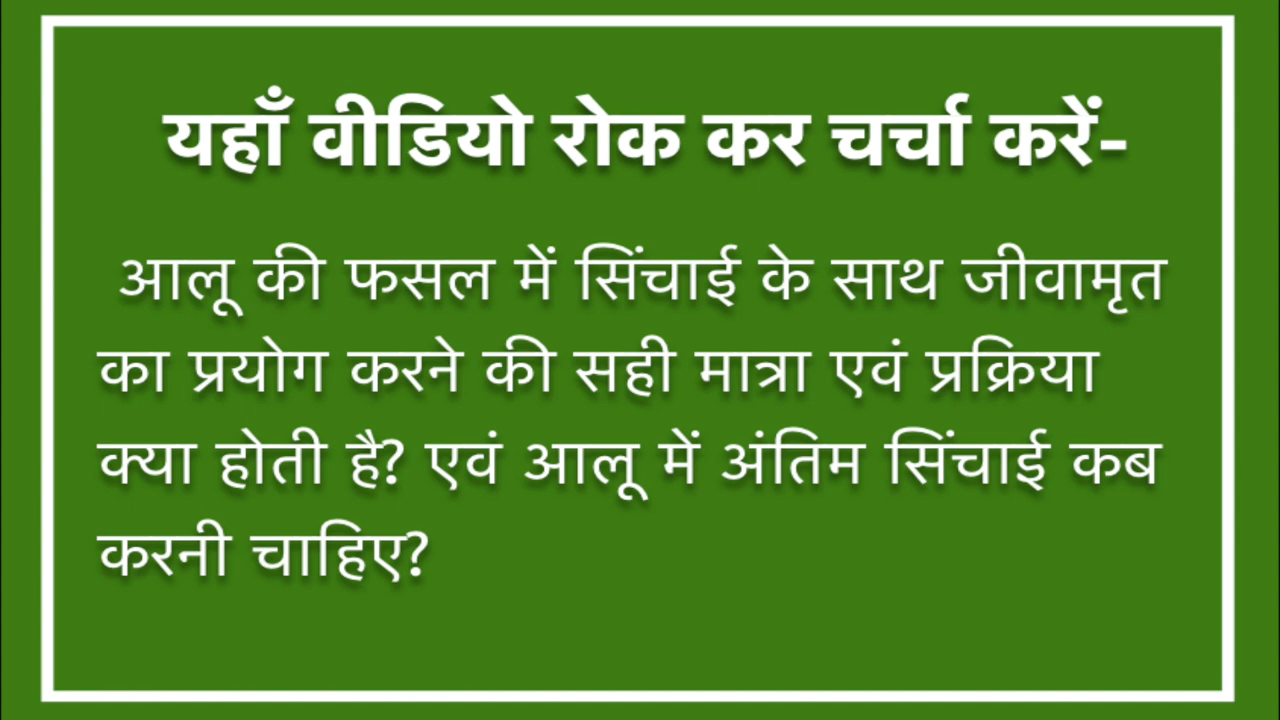 यहाँ वीडियो रोक कर चर्चा करें-
आलू की फसल में सिंचाई के साथ जीवामृत
का प्रयोग करने की सही मात्रा एवं प्रक्रिया
क्या होती है? एवं आलू में अंतिम सिंचाई कब
करनी चाहिए?